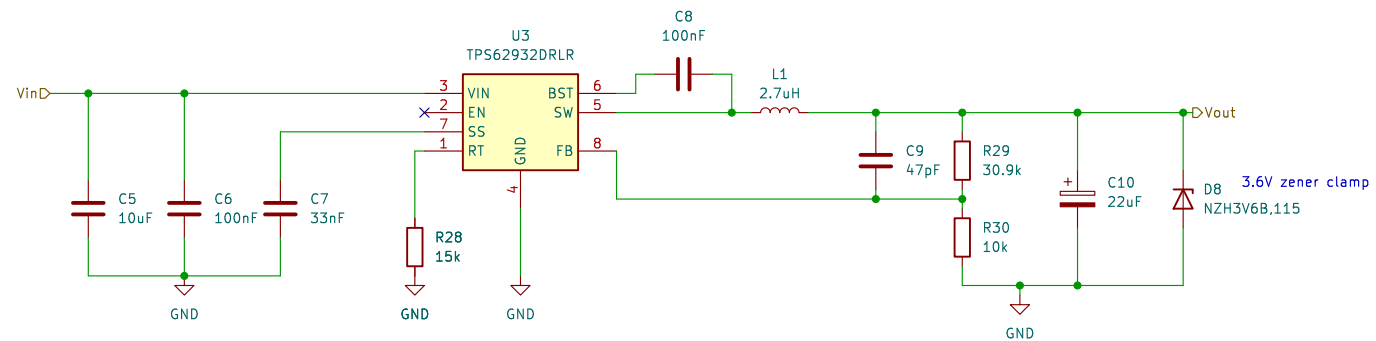 C8
100nF
U3
TPS62932DRLR
L1
2.7uH
Vin
3
VIN
BST
6
2
EN
SW
5
Vout
7
SS
1
RT
GND
FB
8
4
C9
47pF
R29
30.9k
C5
10uF
C6
100nF
C7
33nF
+
C10
22uF
D8
NZH3V6B,115
3.6V zener clamp
R28
15k
R30
10k
GND
GND
GND
GND